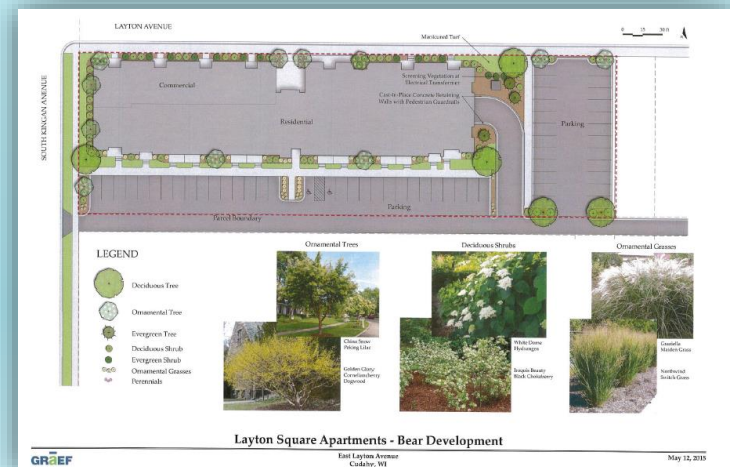 LAYTON AVENUE
SOUTH KINGAN AVENUE
Manicured Turf
Screening Vegetation at
Electrical Transformer
Cast-in-Place Concrete Retaining
Walls with Pedestrian Guardrails
Commercial
Residential
Parking
Parking
Parcel Boundary
LEGEND
Deciduous Tree
Ornamental Tree
Evergreen Tree
Deciduous Shrub
Evergreen Shrub
Ornamental Grasses
Perennials
Ornamental Trees
China Snow
Peking Lilac
Golden Glory
Corneliancherry
Dogwood
Deciduous Shrubs
White Dome
Hydrangea
Iroquis Beauty
Black Chokeberry
Ornamental Grasses
Graziella
Maiden Grass
Northwind
Switch Grass
Layton Square Apartments - Bear Development
GRAEF
East Layton Avenue
Cudahy, WI
May 12, 2015